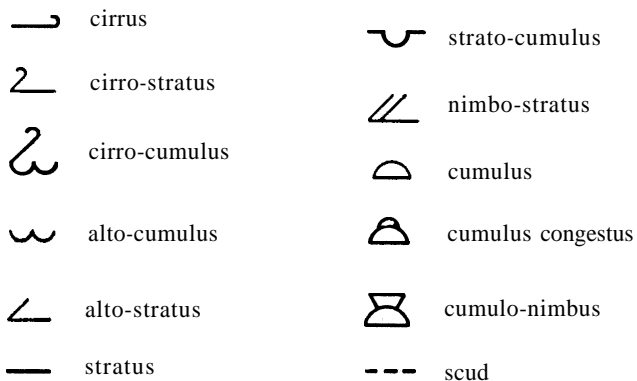 cirrus
cirro-stratus
cirro-cumulus
alto-cumulus
alto-stratus
stratus
strato-cumulus
nimbo-stratus
cumulus
cumulus congestus
cumulo-nimbus
scud